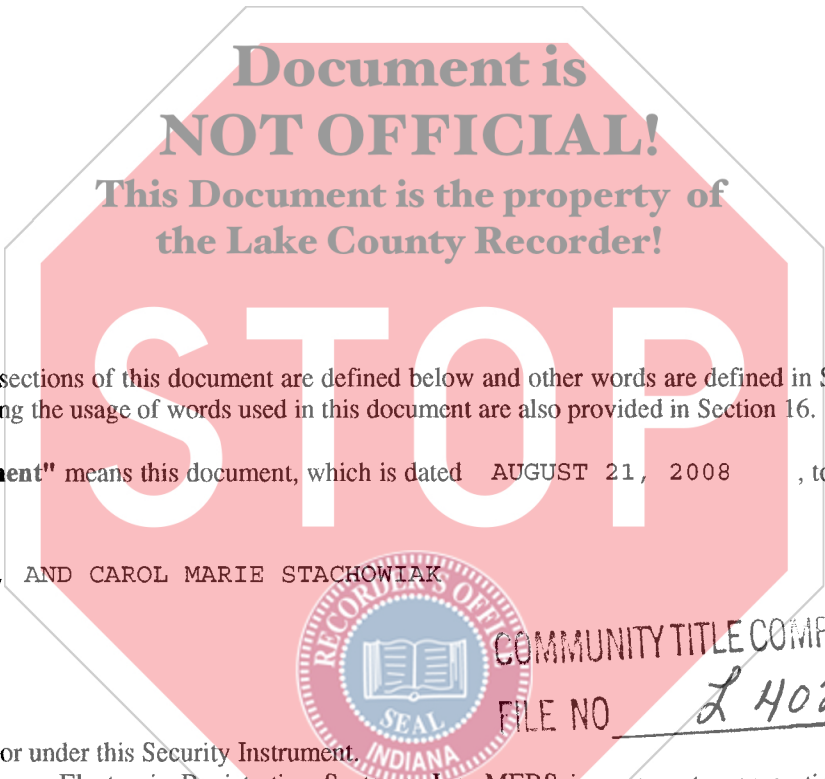 Document is
NOT OFFICIAL!
This Document is the property of
the Lake County Recorder!
STOP
sections of this document are defined below and other words are defined in S
ng the usage of words used in this document are also provided in Section 16.
ent" means this document, which is dated AUGUST 21, 2008 , to
AND CAROL MARIE STACHOWIAK
RECORDER'S OFFICE
COMMUNITY TITLE COMP
FILE NO L 402
SEAL
INDIANA
or under this Security Instrument.